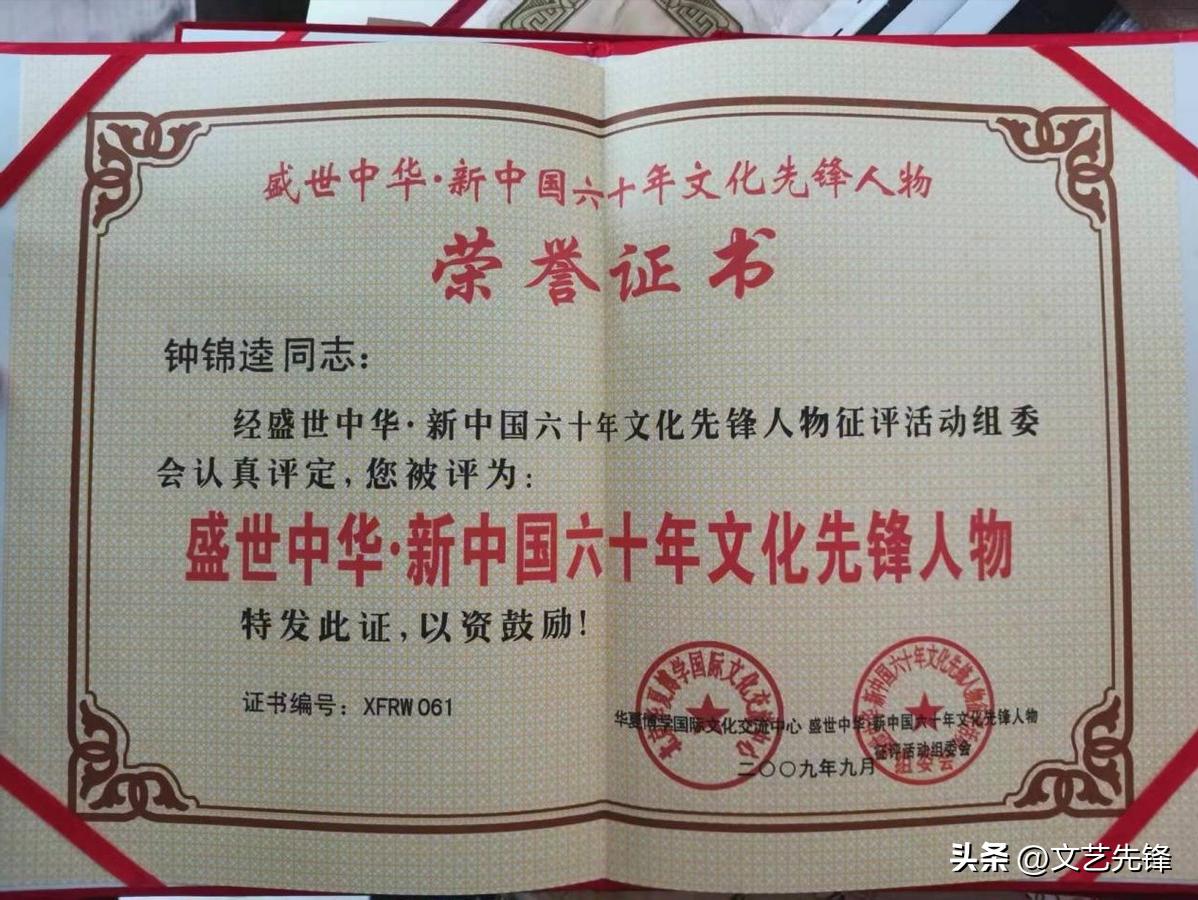 盛世中华·新中国六十年文化先锋人物
荣誉证书
钟锦逵同志：
经盛世中华·新中国六十年文化先锋人物征评活动组委
会认真评定，您被评为：
盛世中华·新中国六十年文化先锋人物
特发此证，以资鼓励！
证书编号：XFRW061
华夏博学国际文化交流中心 盛世中华·新中国六十年文化先锋人物
征评活动组委会
二〇〇九年九月
组委会
头条 @文艺先锋